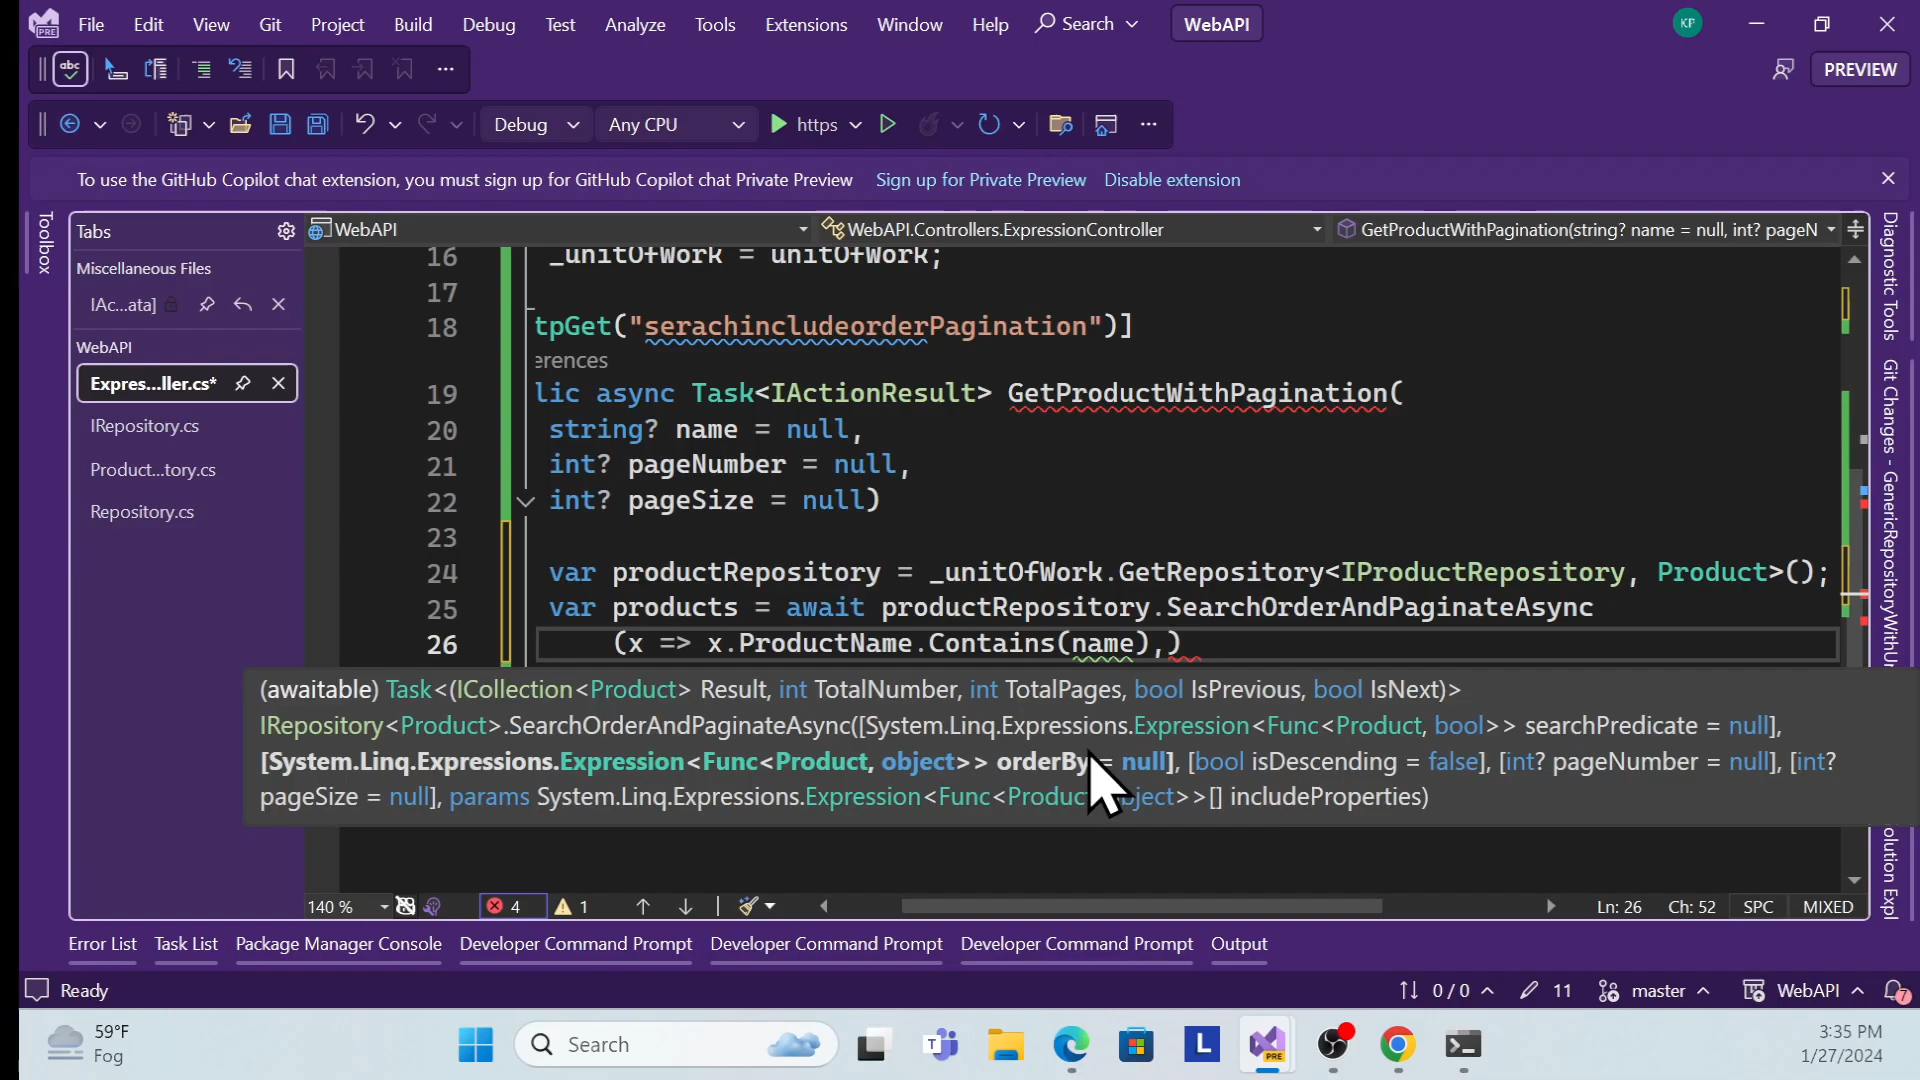 PRE
File Edit View Git Project Build Debug Test Analyze Tools Extensions Window Help Search WebAPI KP
abc PREVIEW
Debug Any CPU https
To use the GitHub Copilot chat extension, you must sign up for GitHub Copilot chat Private Preview Sign up for Private Preview Disable extension
Toolbox
Tabs
Miscellaneous Files
IAc...ata]
WebAPI
Expres...ller.cs*
IRepository.cs
Product...tory.cs
Repository.cs
WebAPI WebAPI.Controllers.ExpressionController GetProductWithPagination(string? name = null, int? pageN
16 _unitOfWork = unitOfWork;
17
18 tpGet("serachincludeorderPagination")]
erences
19 lic async Task<IActionResult> GetProductWithPagination(
20 string? name = null,
21 int? pageNumber = null,
22 int? pageSize = null)
23
24 var productRepository = _unitOfWork.GetRepository<IProductRepository, Product>();
25 var products = await productRepository.SearchOrderAndPaginateAsync
26 (x => x.ProductName.Contains(name),)
(awaitable) Task<(ICollection<Product> Result, int TotalNumber, int TotalPages, bool IsPrevious, bool IsNext)>
IRepository<Product>.SearchOrderAndPaginateAsync([System.Linq.Expressions.Expression<Func<Product, bool>> searchPredicate = null],
[System.Linq.Expressions.Expression<Func<Product, object>> orderBy = null], [bool isDescending = false], [int? pageNumber = null], [int?
pageSize = null], params System.Linq.Expressions.Expression<Func<Product, object>>[] includeProperties)
Diagnostic Tools
Git Changes - GenericRepositoryWithUn
olution Expl
140 % 4 1 Ln: 26 Ch: 52 SPC MIXED
Error List Task List Package Manager Console Developer Command Prompt Developer Command Prompt Developer Command Prompt Output
Ready 0 / 0 11 master WebAPI 7
59°F
Fog
Search
T
L
PRE
3:35 PM
1/27/2024